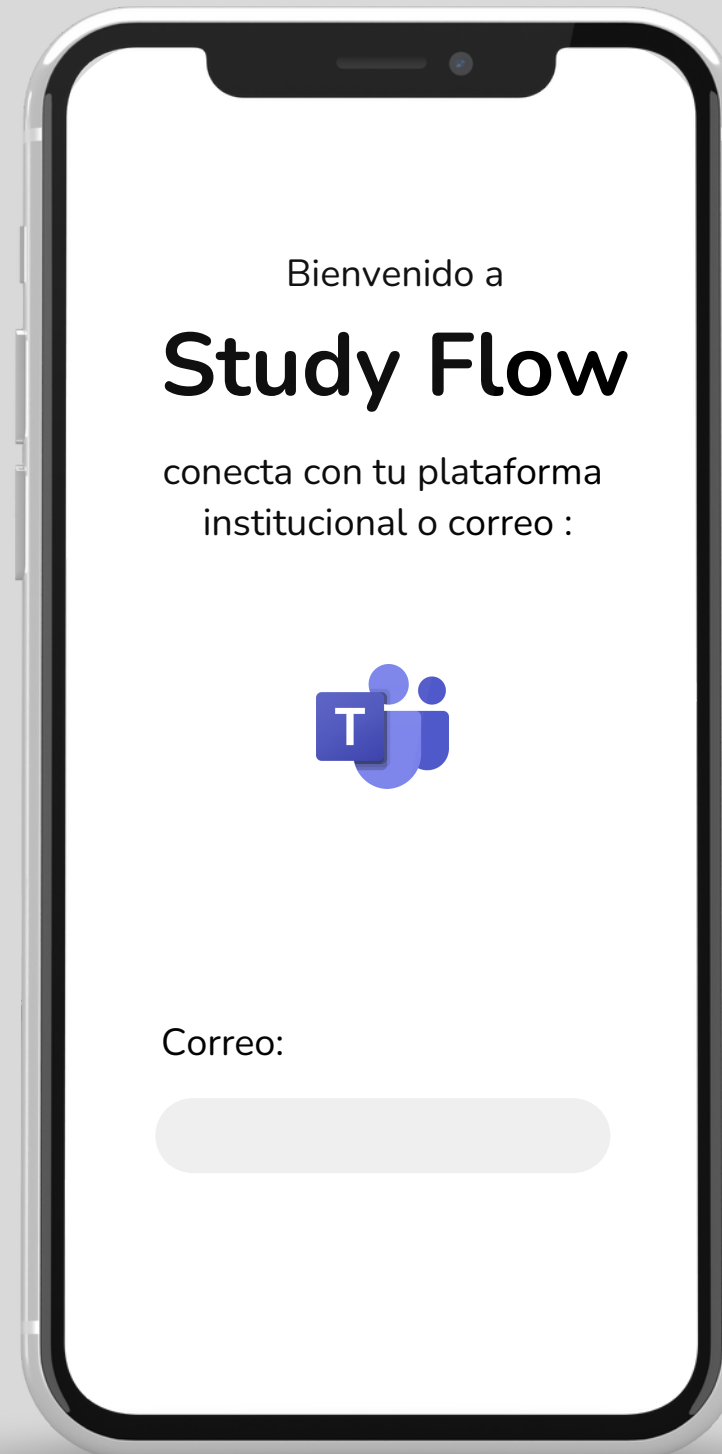 Bienvenido a
Study Flow
conecta con tu plataforma
institucional o correo :
T
Correo: